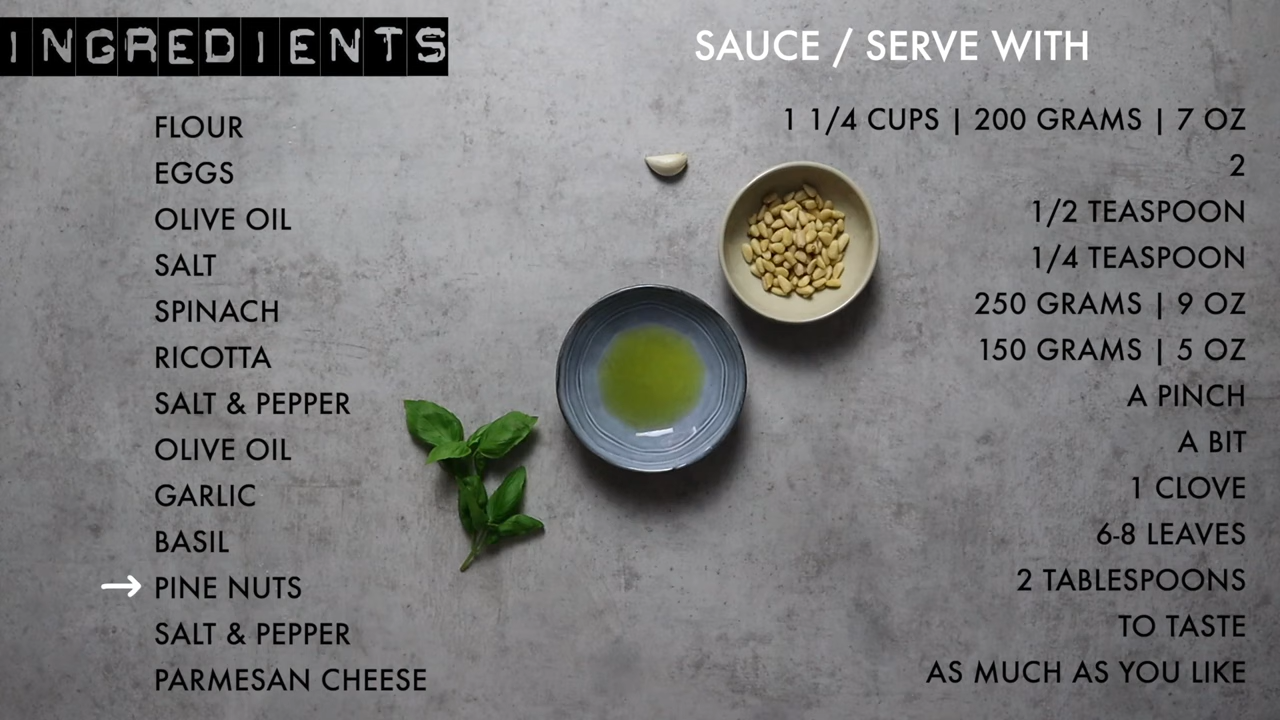 INGREDIENTS
SAUCE / SERVE WITH
FLOUR 1 1/4 CUPS | 200 GRAMS | 7 OZ
EGGS 2
OLIVE OIL 1/2 TEASPOON
SALT 1/4 TEASPOON
SPINACH 250 GRAMS | 9 OZ
RICOTTA 150 GRAMS | 5 OZ
SALT & PEPPER A PINCH
OLIVE OIL A BIT
GARLIC 1 CLOVE
BASIL 6-8 LEAVES
→ PINE NUTS 2 TABLESPOONS
SALT & PEPPER TO TASTE
PARMESAN CHEESE AS MUCH AS YOU LIKE